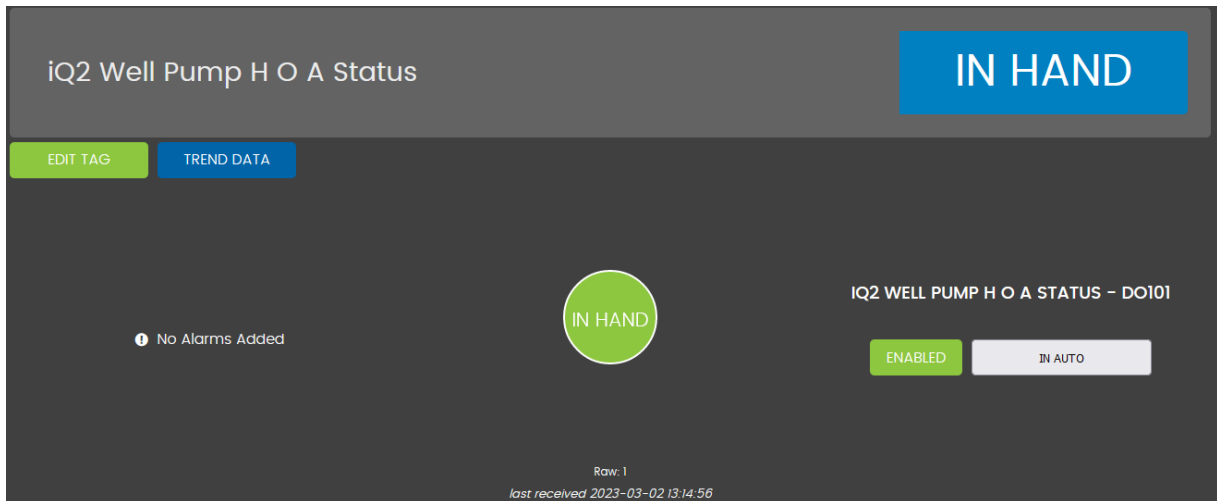 iQ2 Well Pump H O A Status
IN HAND
EDIT TAG
TREND DATA
No Alarms Added
IN HAND
IQ2 WELL PUMP H O A STATUS - DO101
ENABLED
IN AUTO
Raw: 1
last received 2023-03-02 13:14:56